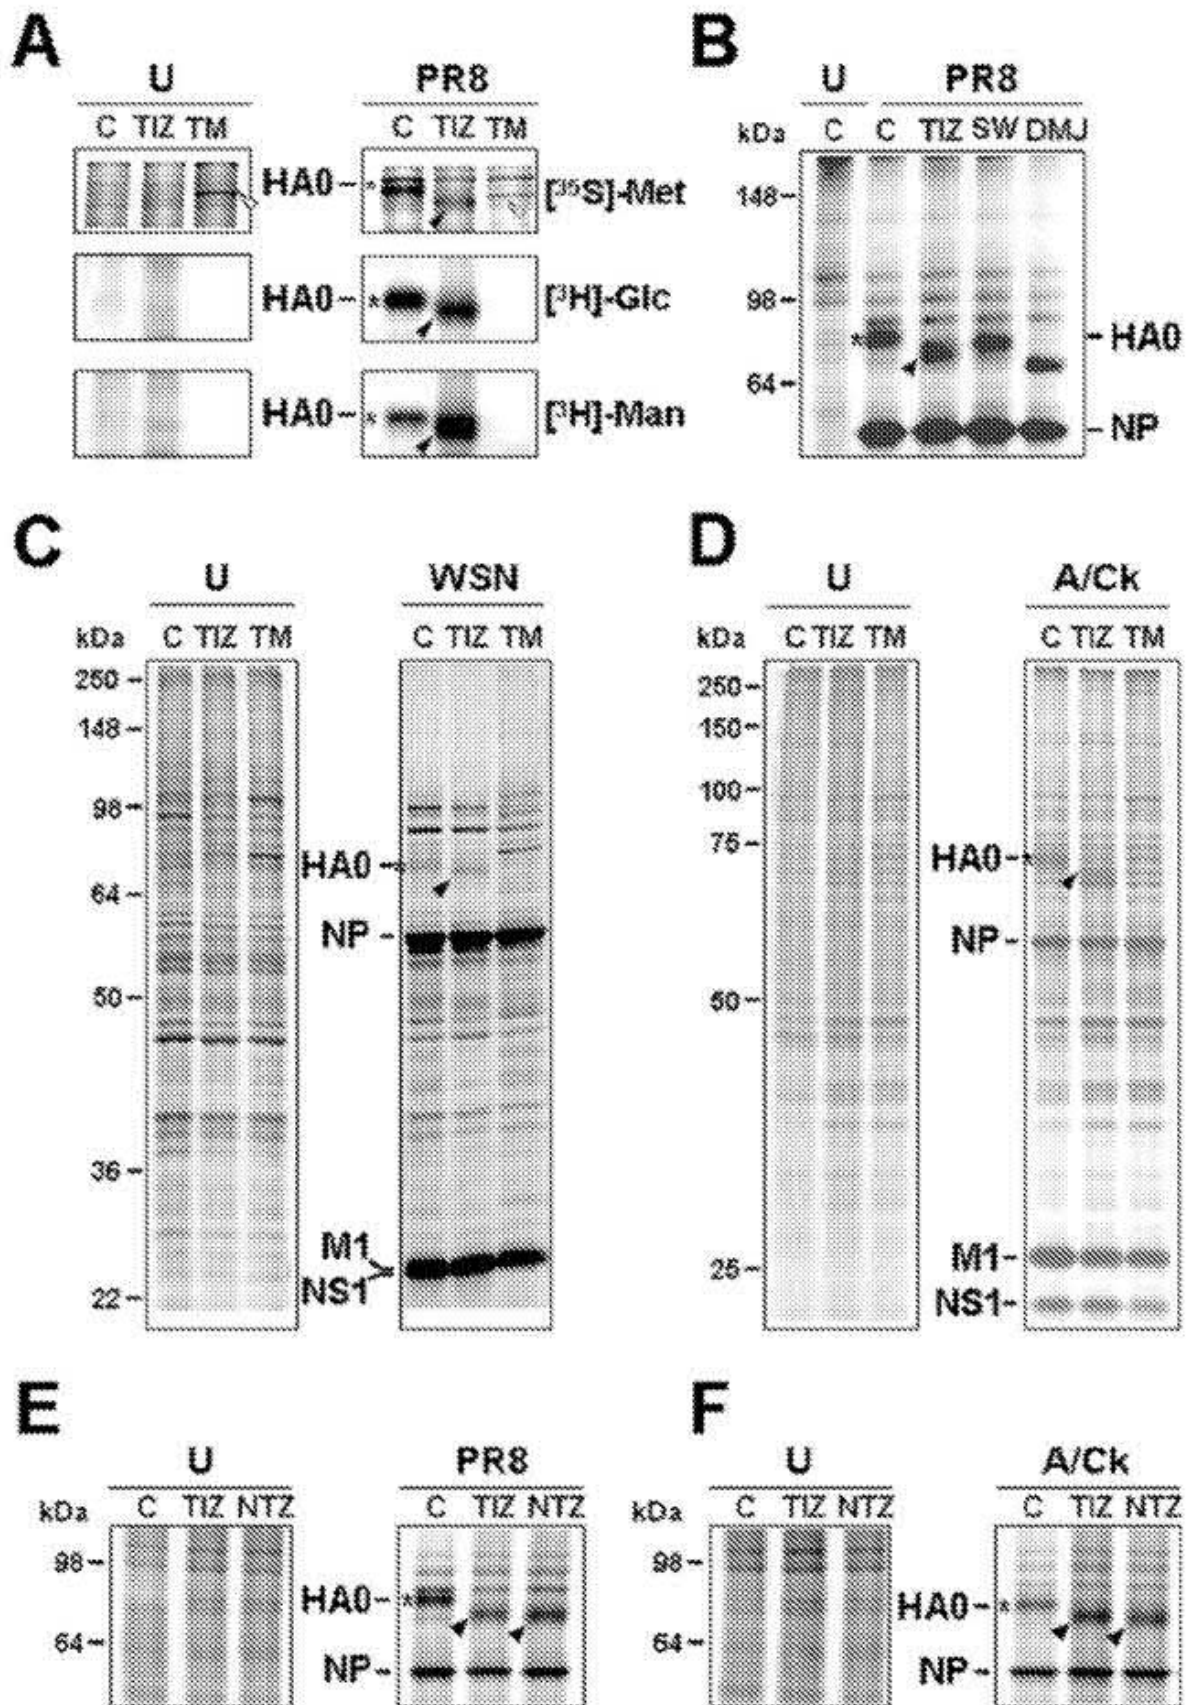 A
U PR8
C TIZ TM C TIZ TM
HA0 * [³⁵S]-Met
HA0 * [³H]-Glc
HA0 * [³H]-Man
B
U PR8
kDa C C TIZ SW DMJ
148
98
* HA0
64
NP
C
U WSN
kDa C TIZ TM C TIZ TM
250
148
98
HA0 *
64
NP
50
36
M1
NS1
22
D
U A/Ck
kDa C TIZ TM C TIZ TM
250
150
100
75
HA0 *
NP
50
M1
25
NS1
E
U PR8
kDa C TIZ NTZ C TIZ NTZ
98
HA0 *
64
NP
F
U A/Ck
kDa C TIZ NTZ C TIZ NTZ
98
HA0 *
64
NP